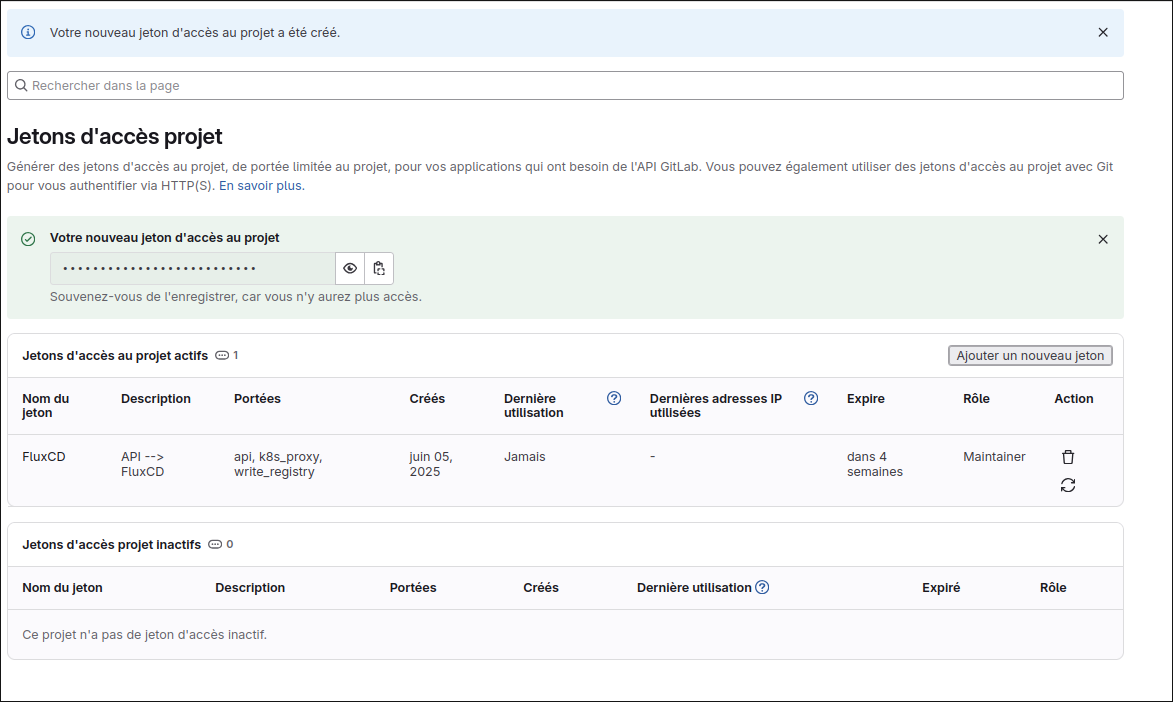 Votre nouveau jeton d'accès au projet a été créé.
Rechercher dans la page
Jetons d'accès projet
Générer des jetons d'accès au projet, de portée limitée au projet, pour vos applications qui ont besoin de l'API GitLab. Vous pouvez également utiliser des jetons d'accès au projet avec Git
pour vous authentifier via HTTP(S). En savoir plus.
Votre nouveau jeton d'accès au projet
••••••••••••••••••••••••••
Souvenez-vous de l'enregistrer, car vous n'y aurez plus accès.
Jetons d'accès au projet actifs 1 Ajouter un nouveau jeton
Nom du Description Portées Créés Dernière Dernières adresses IP Expire Rôle Action
jeton utilisation utilisées
FluxCD API --> api, k8s_proxy, juin 05, Jamais - dans 4 Maintainer
FluxCD write_registry 2025 semaines
Jetons d'accès projet inactifs 0
Nom du jeton Description Portées Créés Dernière utilisation Expiré Rôle
Ce projet n'a pas de jeton d'accès inactif.